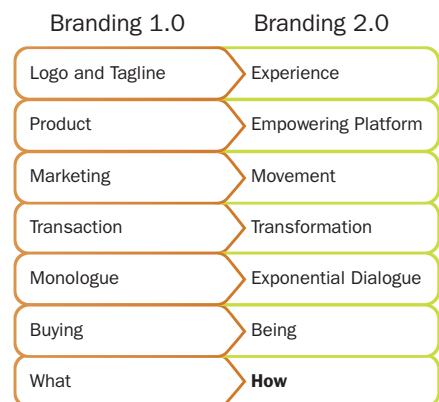 Branding 1.0 Branding 2.0
Logo and Tagline Experience
Product Empowering Platform
Marketing Movement
Transaction Transformation
Monologue Exponential Dialogue
Buying Being
What How